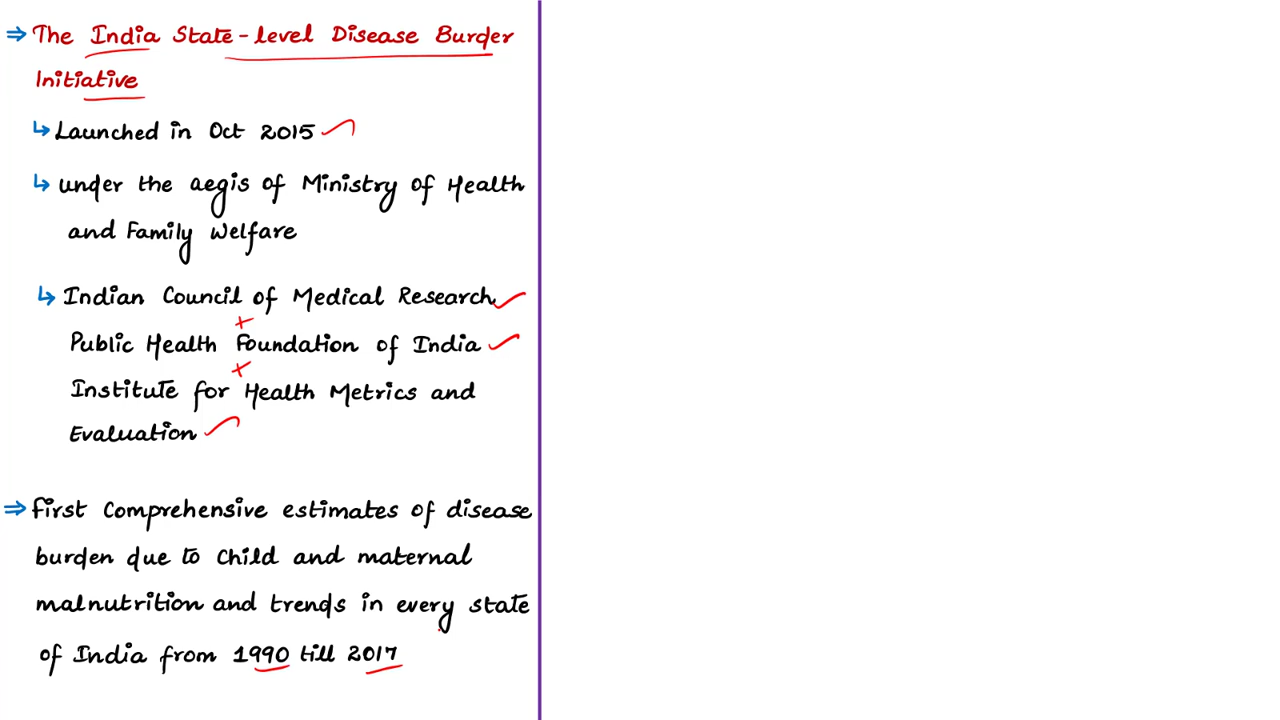 ⇒ The India State-level Disease Burder
Initiative
↳ Launched in Oct 2015
↳ under the aegis of Ministry of Health
and Family Welfare
↳ Indian Council of Medical Research
+
Public Health Foundation of India
+
Institute for Health Metrics and
Evaluation
⇒ First comprehensive estimates of disease
burden due to child and maternal
malnutrition and trends in every state
of India from 1990 till 2017